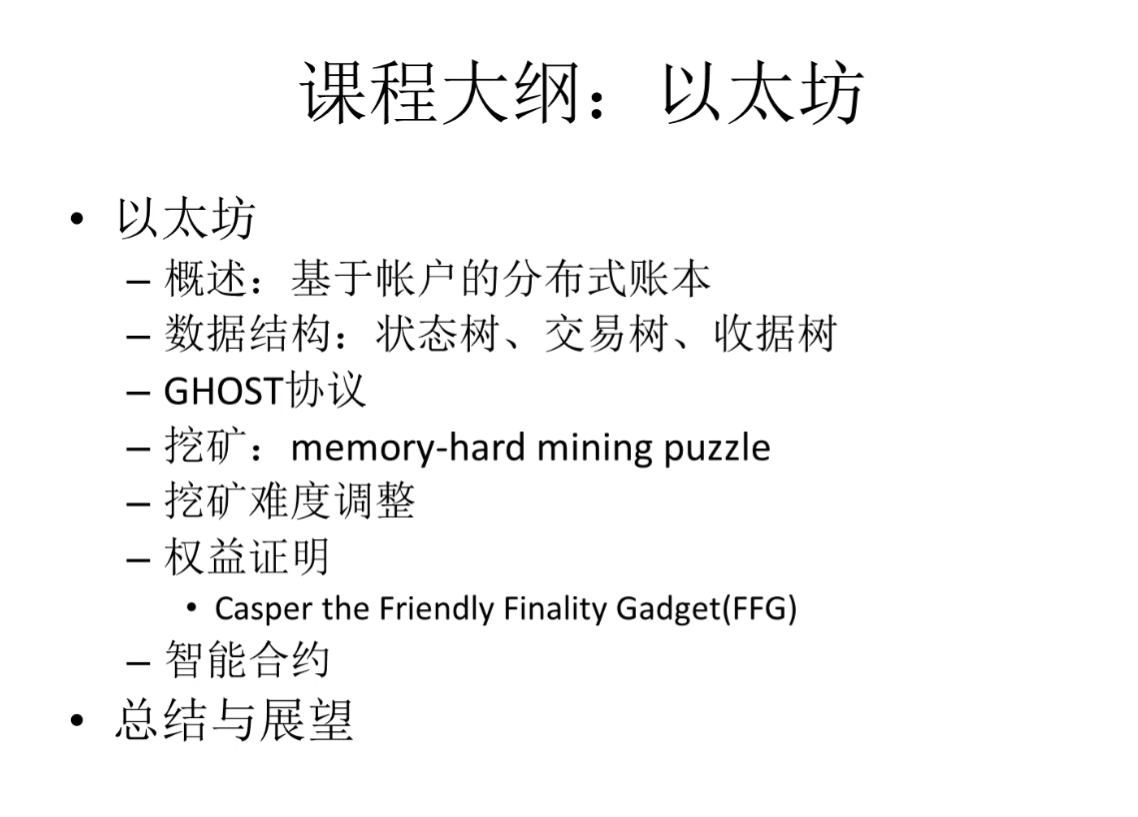 课程大纲：以太坊
• 以太坊
– 概述：基于帐户的分布式账本
– 数据结构：状态树、交易树、收据树
– GHOST协议
– 挖矿：memory-hard mining puzzle
– 挖矿难度调整
– 权益证明
• Casper the Friendly Finality Gadget(FFG)
– 智能合约
• 总结与展望